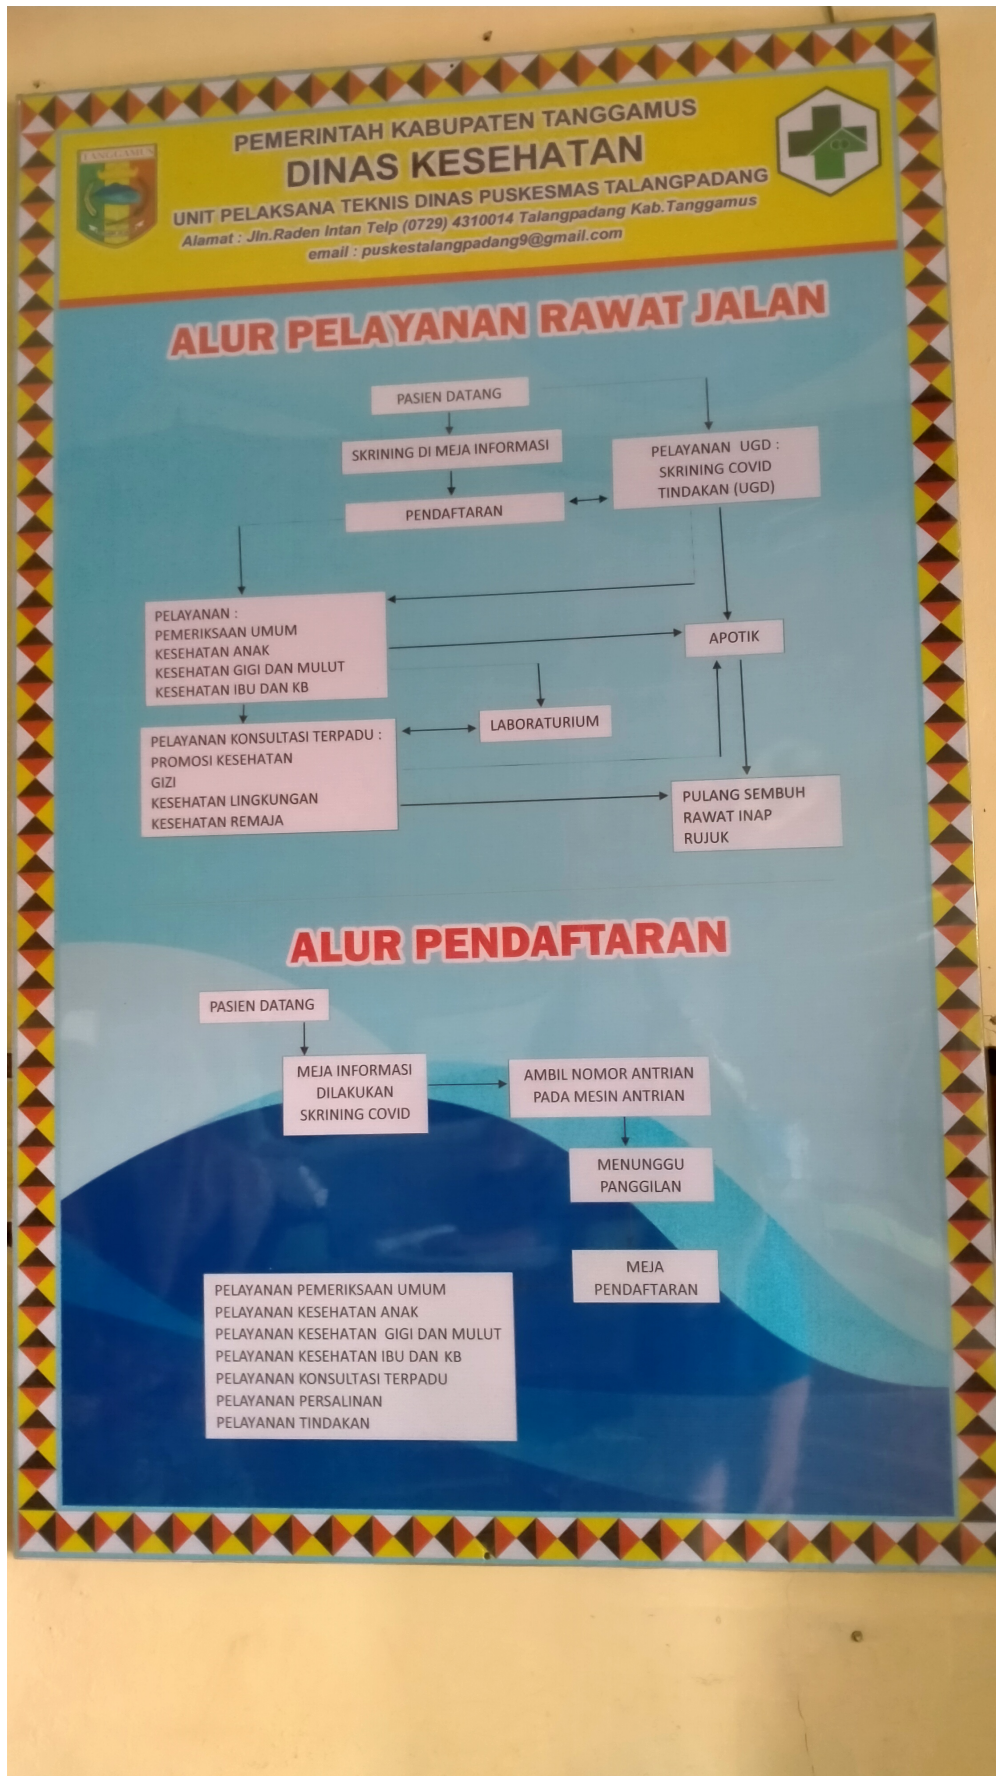 TANGGAMUS
PEMERINTAH KABUPATEN TANGGAMUS
DINAS KESEHATAN
UNIT PELAKSANA TEKNIS DINAS PUSKESMAS TALANGPADANG
Alamat : Jln.Raden Intan Telp (0729) 4310014 Talangpadang Kab.Tanggamus
email : puskestalangpadang9@gmail.com
ALUR PELAYANAN RAWAT JALAN
PASIEN DATANG
SKRINING DI MEJA INFORMASI
PENDAFTARAN
PELAYANAN UGD :
SKRINING COVID
TINDAKAN (UGD)
PELAYANAN :
PEMERIKSAAN UMUM
KESEHATAN ANAK
KESEHATAN GIGI DAN MULUT
KESEHATAN IBU DAN KB
APOTIK
LABORATURIUM
PELAYANAN KONSULTASI TERPADU :
PROMOSI KESEHATAN
GIZI
KESEHATAN LINGKUNGAN
KESEHATAN REMAJA
PULANG SEMBUH
RAWAT INAP
RUJUK
ALUR PENDAFTARAN
PASIEN DATANG
MEJA INFORMASI
DILAKUKAN
SKRINING COVID
AMBIL NOMOR ANTRIAN
PADA MESIN ANTRIAN
MENUNGGU
PANGGILAN
MEJA
PENDAFTARAN
PELAYANAN PEMERIKSAAN UMUM
PELAYANAN KESEHATAN ANAK
PELAYANAN KESEHATAN GIGI DAN MULUT
PELAYANAN KESEHATAN IBU DAN KB
PELAYANAN KONSULTASI TERPADU
PELAYANAN PERSALINAN
PELAYANAN TINDAKAN